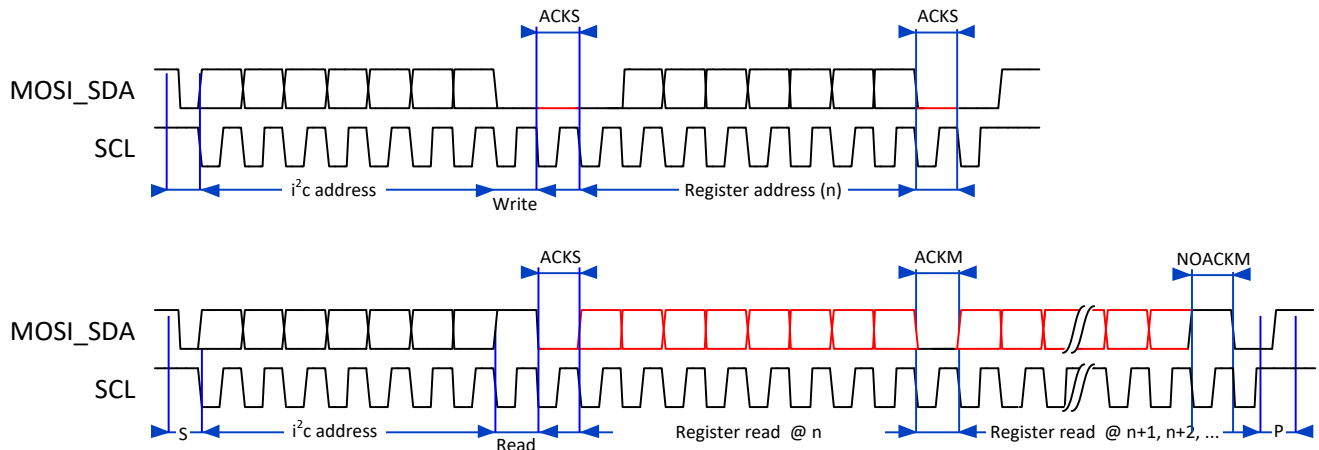 ACKS ACKS
MOSI_SDA
SCL
i²c address Register address (n)
Write
ACKS ACKM NOACKM
MOSI_SDA
SCL
S i²c address Register read @ n Register read @ n+1, n+2, ... P
Read